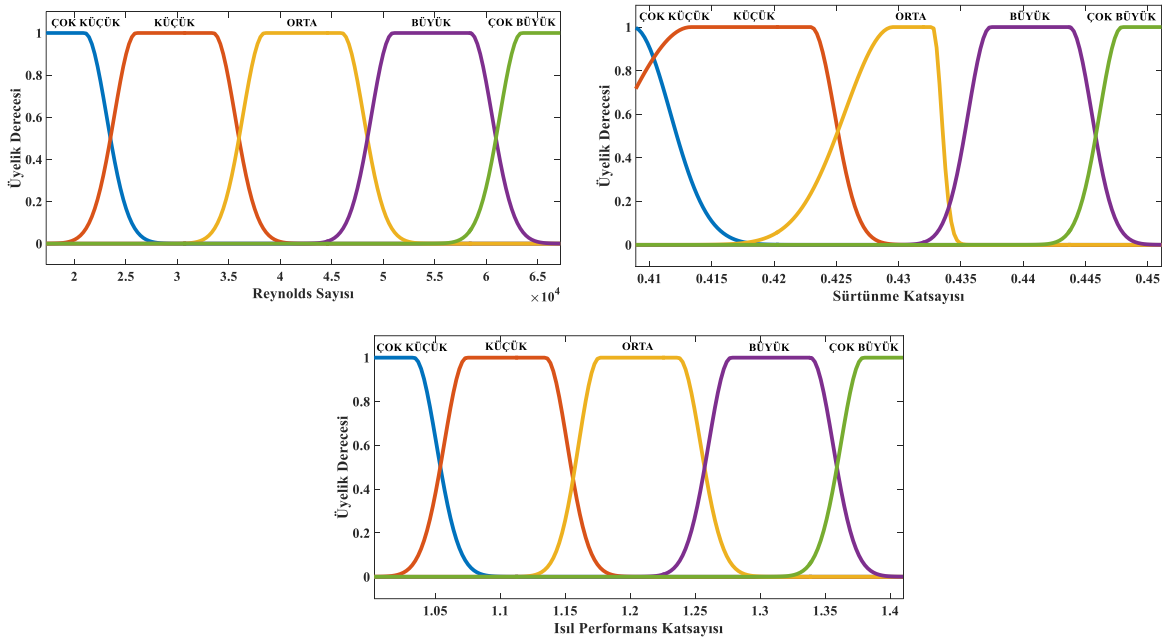 ÇOK KÜÇÜK KÜÇÜK ORTA BÜYÜK ÇOK BÜYÜK
1
0.8
0.6
0.4
0.2
0
Üyelik Derecesi
2 2.5 3 3.5 4 4.5 5 5.5 6 6.5
×10⁴
Reynolds Sayısı
ÇOK KÜÇÜK KÜÇÜK ORTA BÜYÜK ÇOK BÜYÜK
1
0.8
0.6
0.4
0.2
0
Üyelik Derecesi
0.41 0.415 0.42 0.425 0.43 0.435 0.44 0.445 0.45
Sürtünme Katsayısı
ÇOK KÜÇÜK KÜÇÜK ORTA BÜYÜK ÇOK BÜYÜK
1
0.8
0.6
0.4
0.2
0
Üyelik Derecesi
1.05 1.1 1.15 1.2 1.25 1.3 1.35 1.4
Isıl Performans Katsayısı